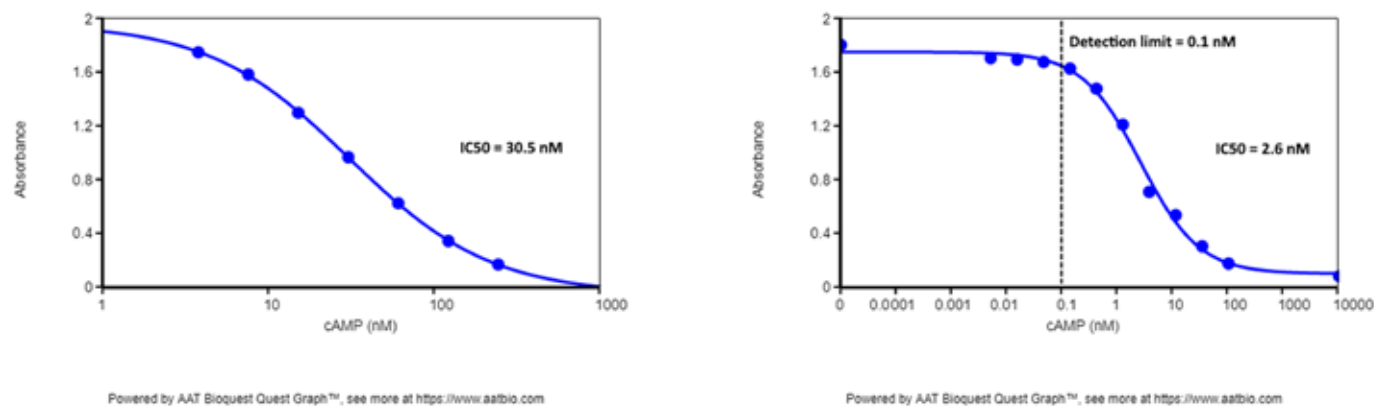 2
1.6
1.2
0.8
0.4
0
Absorbance
IC50 = 30.5 nM
1 10 100 1000
cAMP (nM)
Powered by AAT Bioquest Quest Graph™, see more at https://www.aatbio.com
2
1.6
1.2
0.8
0.4
0
Absorbance
Detection limit = 0.1 nM
IC50 = 2.6 nM
0 0.0001 0.001 0.01 0.1 1 10 100 1000 10000
cAMP (nM)
Powered by AAT Bioquest Quest Graph™, see more at https://www.aatbio.com